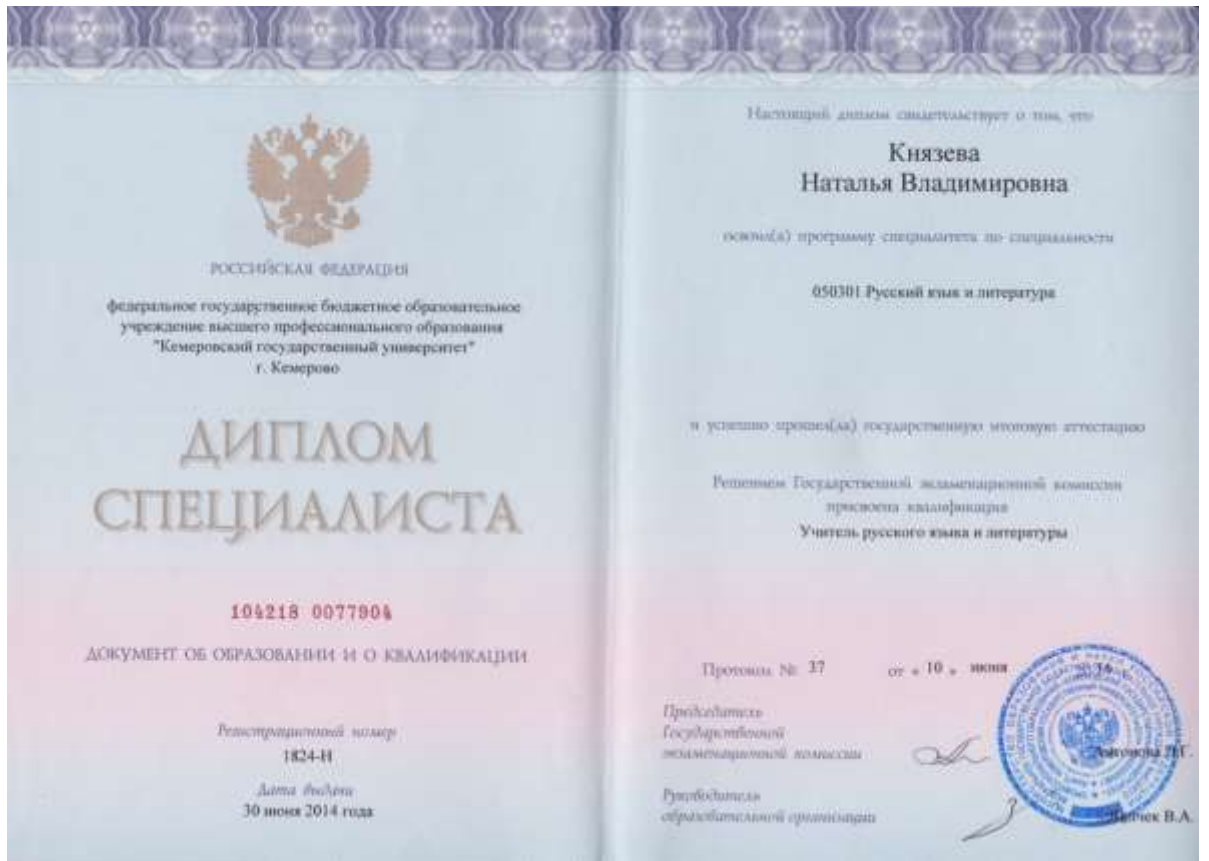 РОССИЙСКАЯ ФЕДЕРАЦИЯ
федеральное государственное бюджетное образовательное
учреждение высшего профессионального образования
"Кемеровский государственный университет"
г. Кемерово
ДИПЛОМ
СПЕЦИАЛИСТА
104218 0077904
ДОКУМЕНТ ОБ ОБРАЗОВАНИИ И О КВАЛИФИКАЦИИ
Регистрационный номер
1824-Н
Дата выдачи
30 июня 2014 года
Настоящий диплом свидетельствует о том, что
Князева
Наталья Владимировна
освоил(а) программу специалитета по специальности
050301 Русский язык и литература
и успешно прошел(ла) государственную итоговую аттестацию
Решением Государственной экзаменационной комиссии
присвоена квалификация
Учитель русского языка и литературы
Протокол № 37 от « 10 » июня
Председатель
Государственной
экзаменационной комиссии
Руководитель
образовательной организации
В.А.